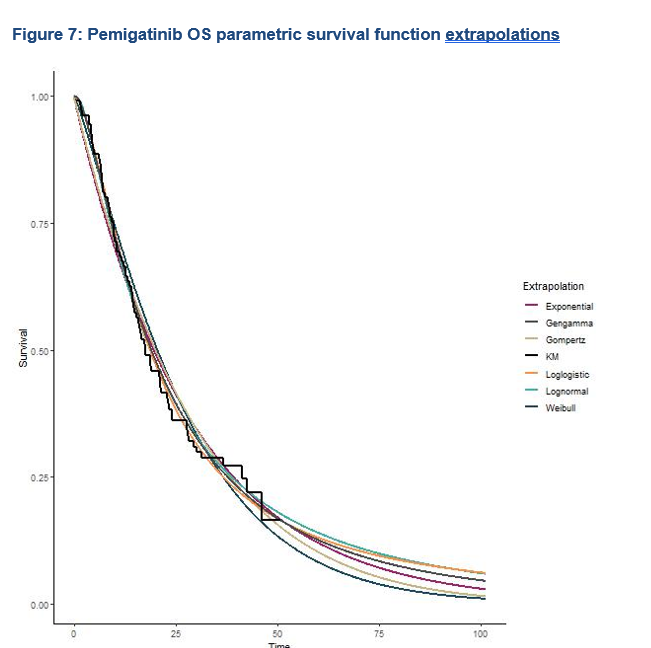 Figure 7: Pemigatinib OS parametric survival function extrapolations
1.00
0.75
0.50
0.25
0.00
Survival
0
25
50
75
100
Time
Extrapolation
Exponential
Gengamma
Gompertz
KM
Loglogistic
Lognormal
Weibull